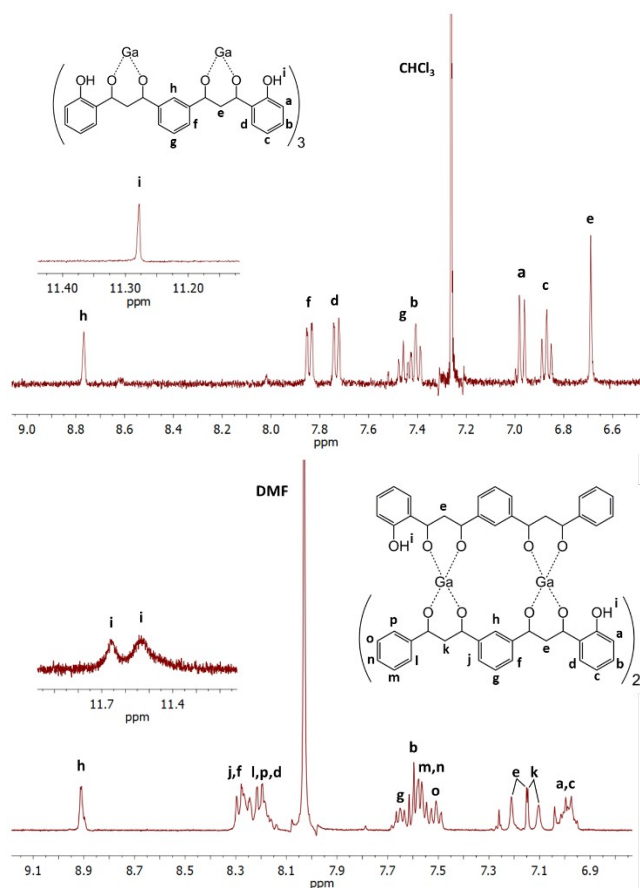 Ga Ga
CHCl3
OH O O h O O OH i
a
e
f d b
g c
3
i
11.40 11.30 11.20
ppm
h f d g b a c e
9.0 8.8 8.6 8.4 8.2 8.0 7.8 7.6 7.4 7.2 7.0 6.8 6.6
ppm
DMF
e
OH i O O O O
Ga Ga
O O O O OH i
p h a
o k e b
n l j f d c
m g 2
i i
11.7 11.4
ppm
h j,f l,p,d g b m,n o e k a,c
9.1 8.9 8.7 8.5 8.3 8.1 7.9 7.7 7.5 7.3 7.1 6.9
ppm